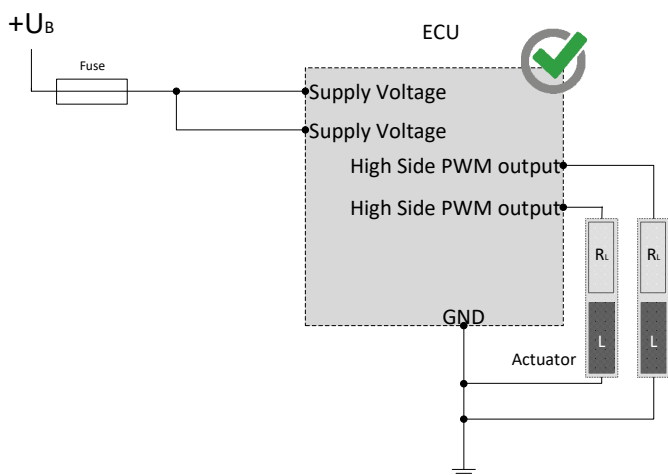 +UB
ECU
Fuse
Supply Voltage
Supply Voltage
High Side PWM output
High Side PWM output
RL
RL
GND
L
L
Actuator